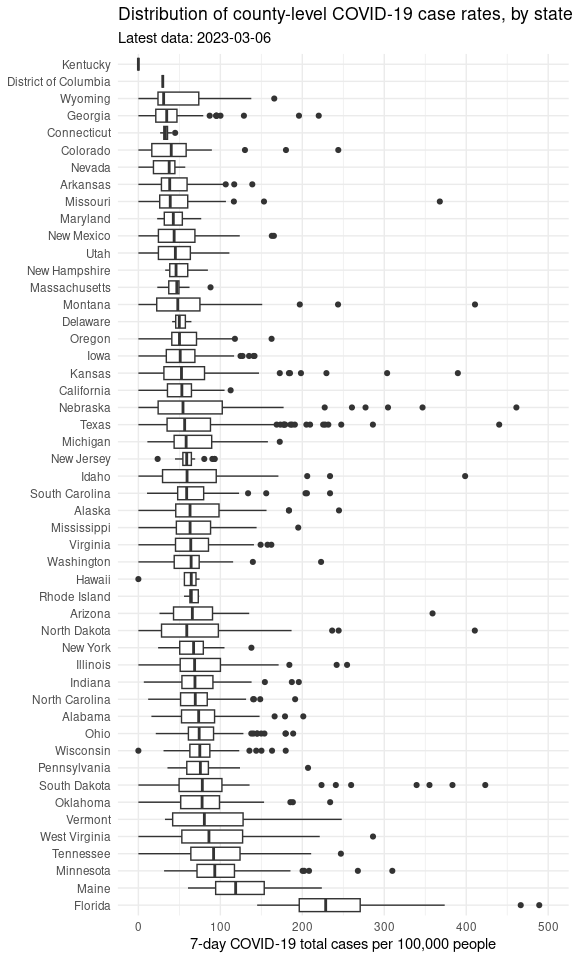 Distribution of county-level COVID-19 case rates, by state
Latest data: 2023-03-06
Kentucky
District of Columbia
Wyoming
Georgia
Connecticut
Colorado
Nevada
Arkansas
Missouri
Maryland
New Mexico
Utah
New Hampshire
Massachusetts
Montana
Delaware
Oregon
Iowa
Kansas
California
Nebraska
Texas
Michigan
New Jersey
Idaho
South Carolina
Alaska
Mississippi
Virginia
Washington
Hawaii
Rhode Island
Arizona
North Dakota
New York
Illinois
Indiana
North Carolina
Alabama
Ohio
Wisconsin
Pennsylvania
South Dakota
Oklahoma
Vermont
West Virginia
Tennessee
Minnesota
Maine
Florida
0 100 200 300 400 500
7-day COVID-19 total cases per 100,000 people